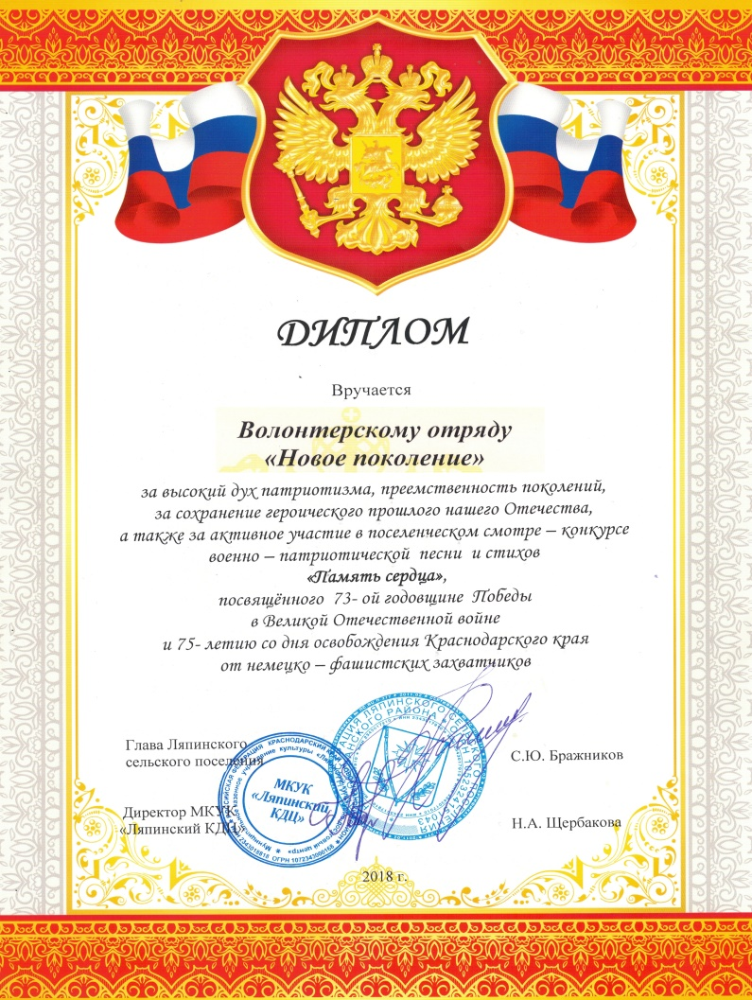 ДИПЛОМ
Вручается
Волонтерскому отряду
«Новое поколение»
за высокий дух патриотизма, преемственность поколений,
за сохранение героического прошлого нашего Отечества,
а также за активное участие в поселенческом смотре – конкурсе
военно – патриотической песни и стихов
«Память сердца»,
посвящённого 73- ой годовщине Победы
в Великой Отечественной войне
и 75- летию со дня освобождения Краснодарского края
от немецко – фашистских захватчиков
Глава Ляпинского
сельского поселения
С.Ю. Бражников
Директор МКУК
«Ляпинский КДЦ»
Н.А. Щербакова
МКУК
«Ляпинский
КДЦ»
2018 г.